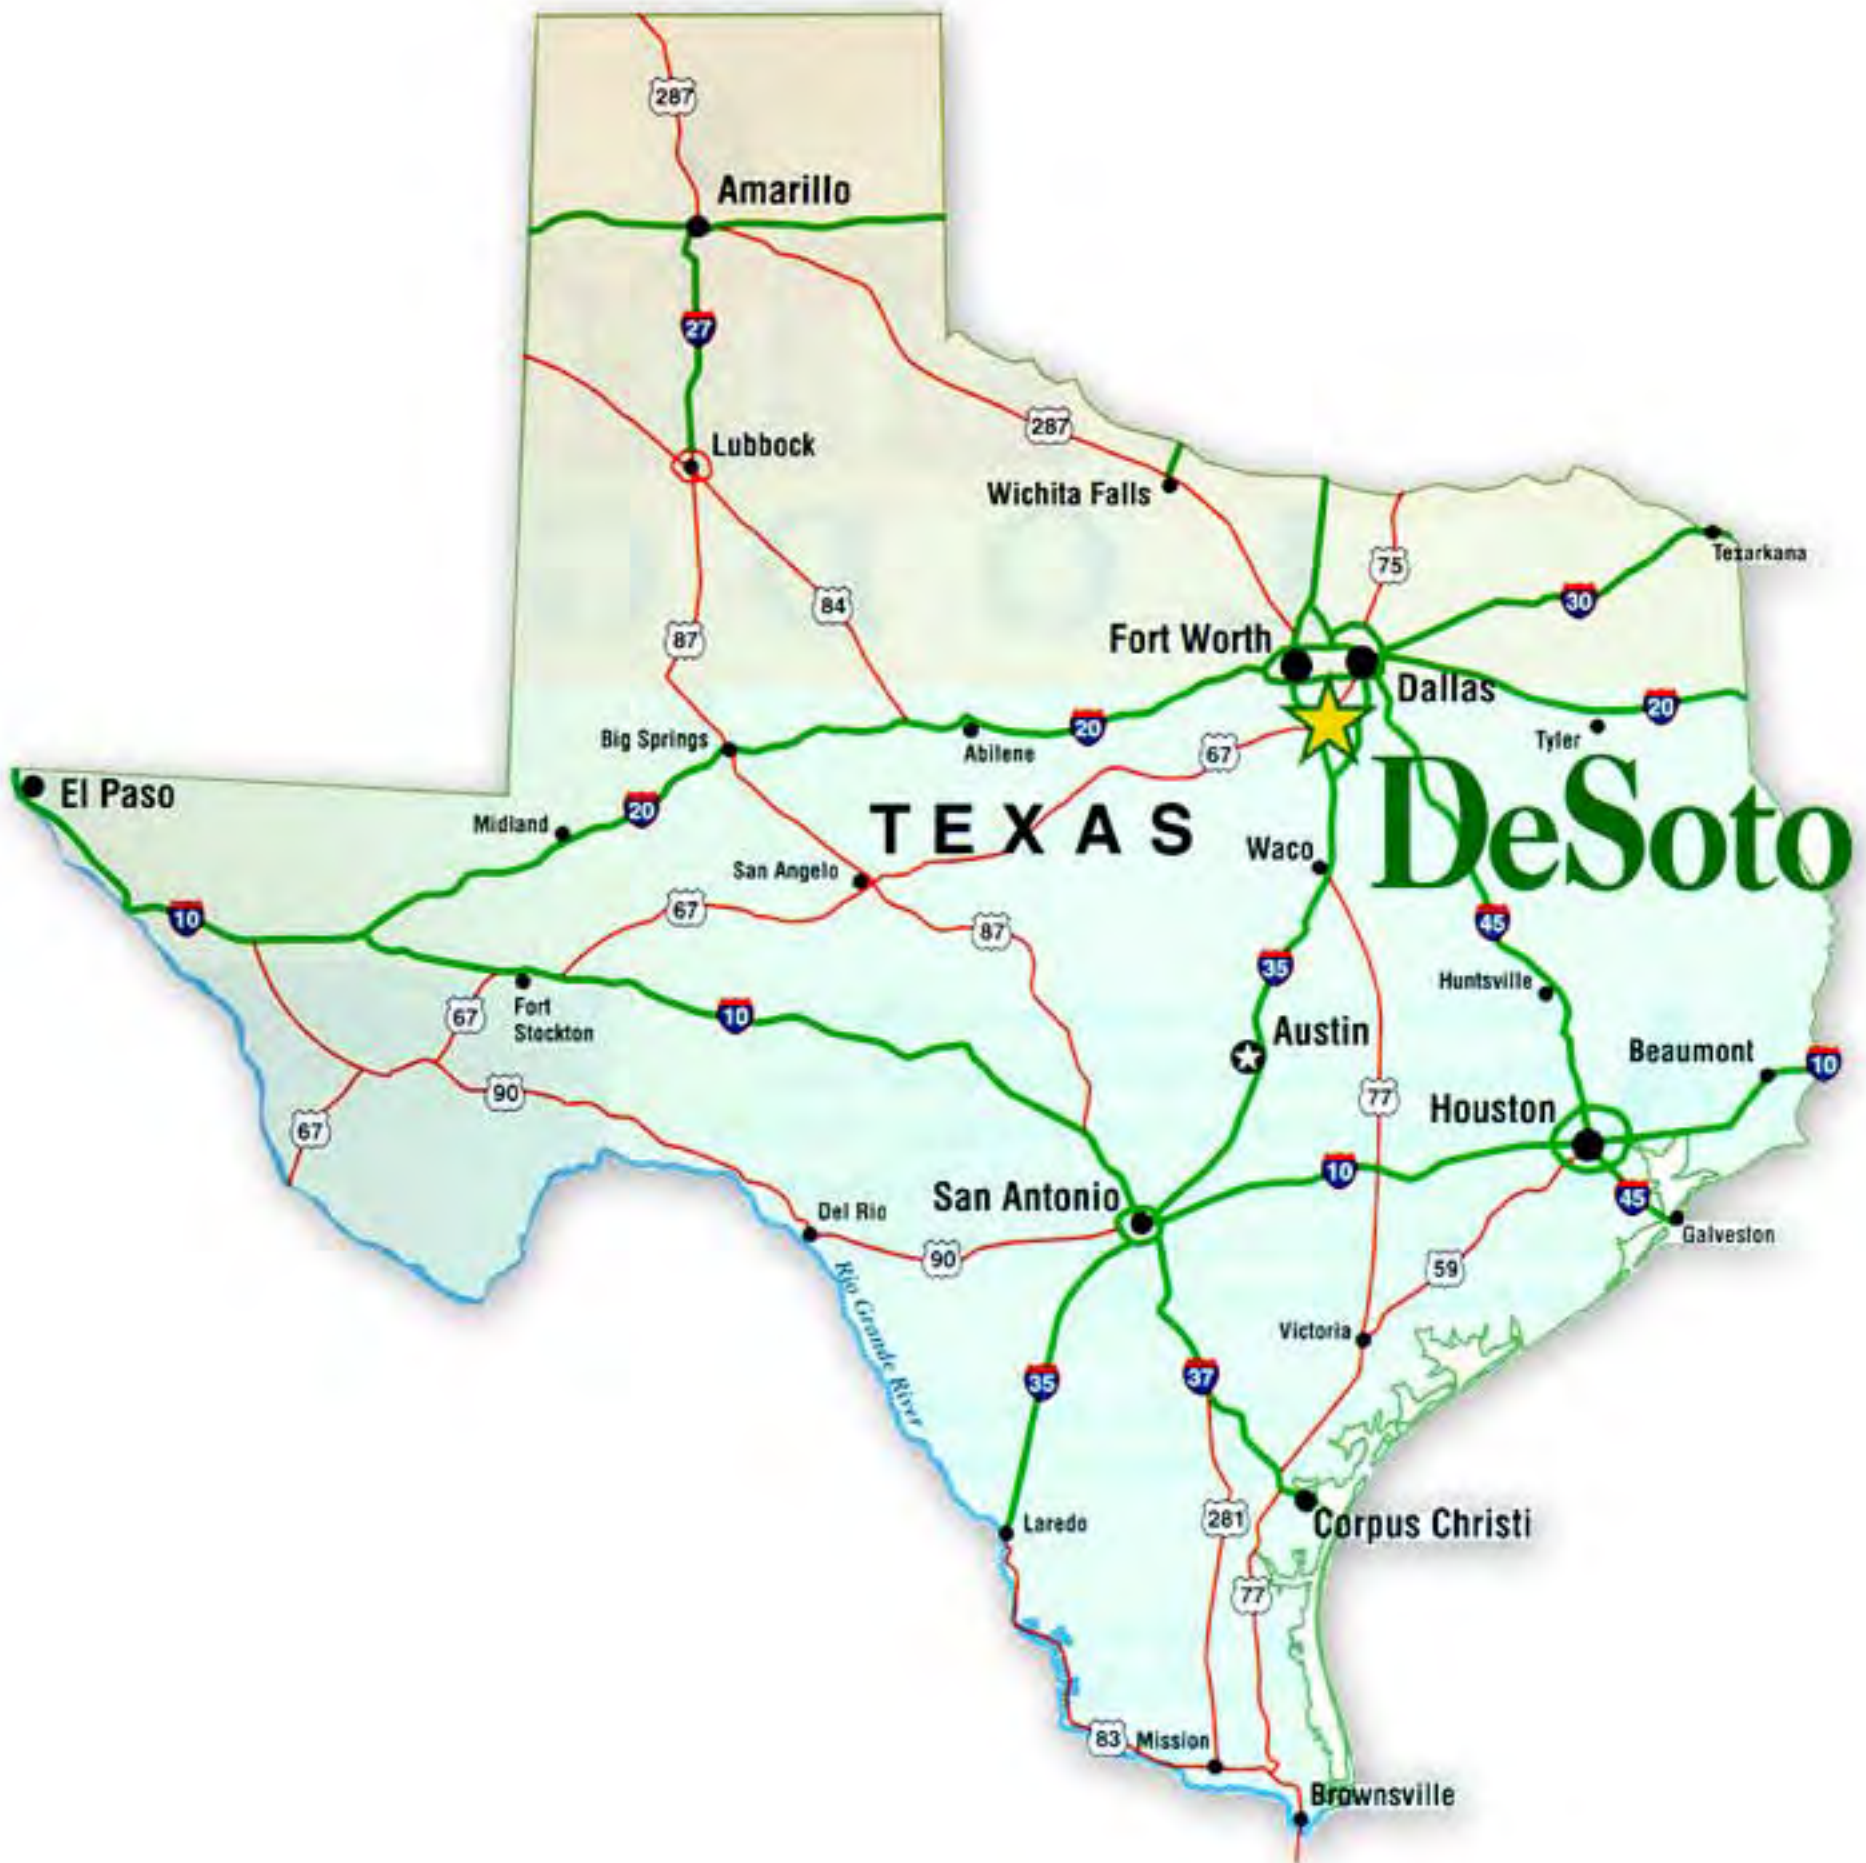 287
Amarillo
27
Lubbock
287
Wichita Falls
75
Texarkana
30
84
87
Fort Worth
Dallas
20
Tyler
Big Springs
Abilene
20
67
El Paso
Midland
20
TEXAS
DeSoto
Waco
San Angelo
67
10
87
45
35
Huntsville
Fort
Stockton
67
10
Austin
Beaumont
10
90
77
Houston
67
10
San Antonio
45
Del Rio
Galveston
90
59
Rio Grande River
Victoria
35
37
Laredo
281
Corpus Christi
77
83
Mission
Brownsville